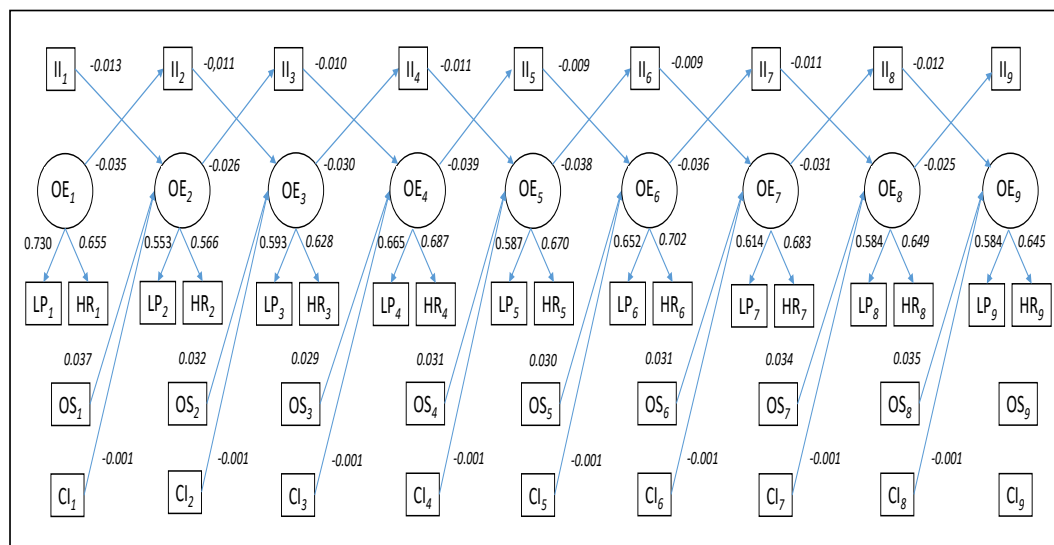 II1 -0.013 II2 -0,011 II3 -0.010 II4 -0.011 II5 -0.009 II6 -0.009 II7 -0.011 II8 -0.012 II9
OE1 -0.035 OE2 -0.026 OE3 -0.030 OE4 -0.039 OE5 -0.038 OE6 -0.036 OE7 -0.031 OE8 -0.025 OE9
0.730 0.655 0.553 0.566 0.593 0.628 0.665 0.687 0.587 0.670 0.652 0.702 0.614 0.683 0.584 0.649 0.584 0.645
LP1 HR1 LP2 HR2 LP3 HR3 LP4 HR4 LP5 HR5 LP6 HR6 LP7 HR7 LP8 HR8 LP9 HR9
0.037 0.032 0.029 0.031 0.030 0.031 0.034 0.035
OS1 OS2 OS3 OS4 OS5 OS6 OS7 OS8 OS9
-0.001 -0.001 -0.001 -0.001 -0.001 -0.001 -0.001 -0.001
CI1 CI2 CI3 CI4 CI5 CI6 CI7 CI8 CI9